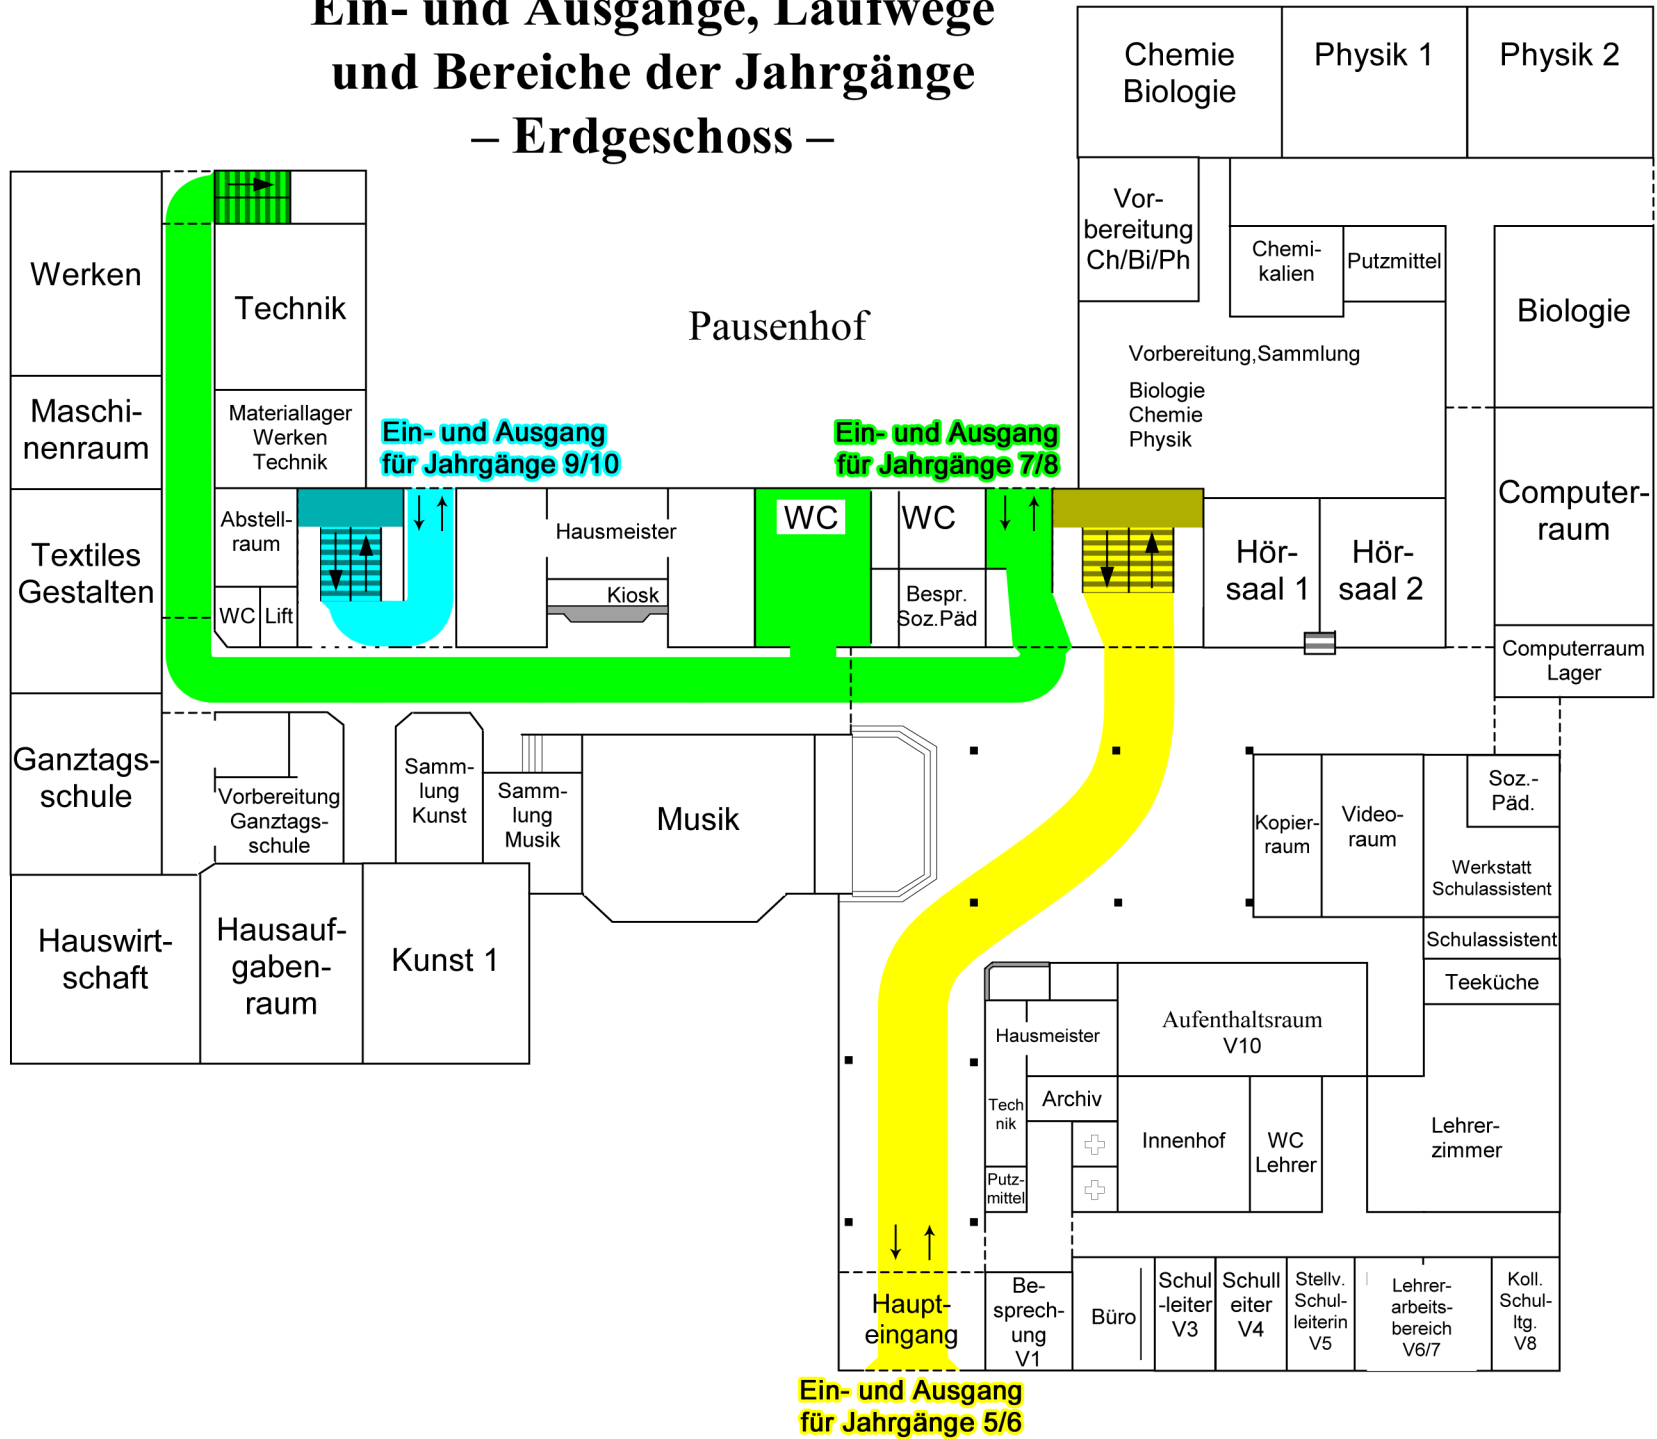 Ein- und Ausgänge, Laufwege
und Bereiche der Jahrgänge
– Erdgeschoss –
Chemie
Biologie
Physik 1
Physik 2
Vor-
bereitung
Ch/Bi/Ph
Chemi-
kalien
Putzmittel
Biologie
Werken
Technik
Pausenhof
Vorbereitung,Sammlung
Biologie
Chemie
Physik
Maschi-
nenraum
Materiallager
Werken
Technik
Ein- und Ausgang
für Jahrgänge 9/10
Ein- und Ausgang
für Jahrgänge 7/8
Computer-
raum
Textiles
Gestalten
Abstell-
raum
WC
Lift
Hausmeister
Kiosk
WC
WC
Bespr.
Soz.Päd
Hör-
saal 1
Hör-
saal 2
Computerraum
Lager
Ganztags-
schule
Vorbereitung
Ganztags-
schule
Samm-
lung
Kunst
Samm-
lung
Musik
Musik
Kopier-
raum
Video-
raum
Soz.-
Päd.
Werkstatt
Schulassistent
Schulassistent
Teeküche
Hauswirt-
schaft
Hausauf-
gaben-
raum
Kunst 1
Hausmeister
Aufenthaltsraum
V10
Tech
nik
Archiv
Innenhof
WC
Lehrer
Lehrer-
zimmer
Putz-
mittel
Haupt-
eingang
Be-
sprech-
ung
V1
Büro
Schul
-leiter
V3
Schull
eiter
V4
Stellv.
Schul-
leiterin
V5
Lehrer-
arbeits-
bereich
V6/7
Koll.
Schul-
ltg.
V8
Ein- und Ausgang
für Jahrgänge 5/6